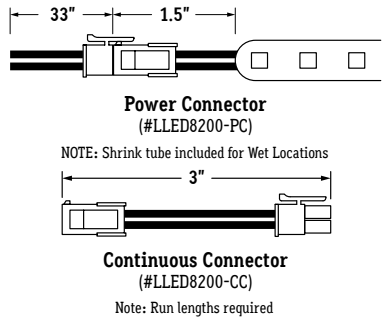 33" 1.5"
Power Connector
(#LLED8200-PC)
NOTE: Shrink tube included for Wet Locations
3"
Continuous Connector
(#LLED8200-CC)
Note: Run lengths required